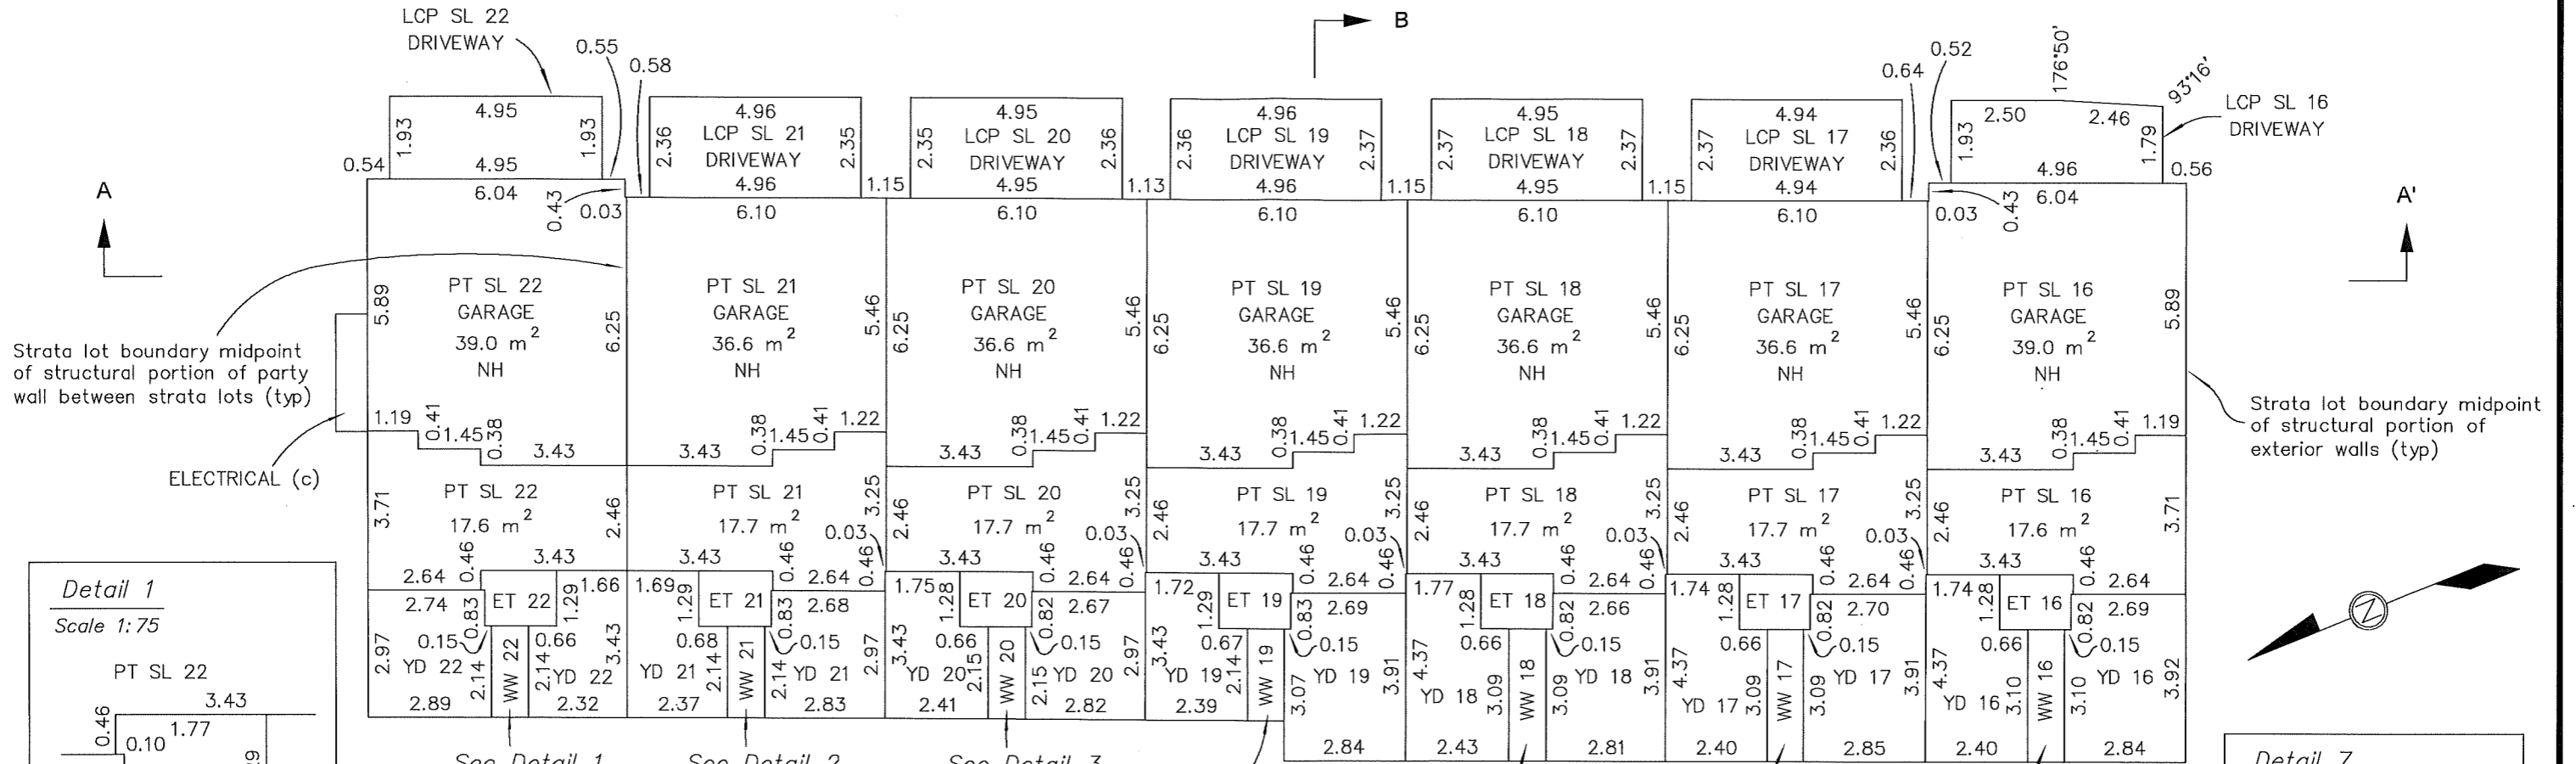 LCP SL 22
DRIVEWAY
0.55
0.58
B
0.52
0.64
176°50'
93°16'
LCP SL 16
DRIVEWAY
4.95
1.93
1.93
4.95
0.54
4.96
LCP SL 21
DRIVEWAY
2.36
2.35
4.96
1.15
4.95
LCP SL 20
DRIVEWAY
2.35
2.36
4.95
1.13
4.96
LCP SL 19
DRIVEWAY
2.36
2.37
4.96
1.15
4.95
LCP SL 18
DRIVEWAY
2.37
2.37
4.95
1.15
4.94
LCP SL 17
DRIVEWAY
2.37
2.36
4.94
2.50
2.46
1.93
1.79
4.96
0.56
A
A'
6.04
0.43
0.03
6.10
6.10
6.10
6.10
6.10
0.03
0.43
6.04
PT SL 22
GARAGE
39.0 m²
NH
5.89
6.25
PT SL 21
GARAGE
36.6 m²
NH
5.46
PT SL 20
GARAGE
36.6 m²
NH
6.25
5.46
PT SL 19
GARAGE
36.6 m²
NH
6.25
5.46
PT SL 18
GARAGE
36.6 m²
NH
6.25
5.46
PT SL 17
GARAGE
36.6 m²
NH
6.25
5.46
PT SL 16
GARAGE
39.0 m²
NH
6.25
5.89
Strata lot boundary midpoint
of structural portion of party
wall between strata lots (typ)
Strata lot boundary midpoint
of structural portion of
exterior walls (typ)
ELECTRICAL (c)
1.19
0.41
1.45
0.38
3.43
3.43
0.38
1.45
0.41
1.22
3.43
0.38
1.45
0.41
1.22
3.43
0.38
1.45
0.41
1.22
3.43
0.38
1.45
0.41
1.22
3.43
0.38
1.45
0.41
1.22
3.43
0.38
1.45
0.41
1.19
PT SL 22
17.6 m²
3.71
2.46
3.43
0.46
2.64
PT SL 21
17.7 m²
3.25
0.03
3.43
0.46
2.64
0.46
PT SL 20
17.7 m²
2.46
3.25
0.03
3.43
0.46
2.64
0.46
PT SL 19
17.7 m²
2.46
3.25
0.03
3.43
0.46
2.64
0.46
PT SL 18
17.7 m²
2.46
3.25
0.03
3.43
0.46
2.64
0.46
PT SL 17
17.7 m²
2.46
3.25
0.03
3.43
0.46
2.64
0.46
PT SL 16
17.6 m²
2.46
3.71
3.43
0.46
2.64
2.74
0.83
ET 22
1.29
1.66
0.15
0.66
2.97
YD 22
2.14
WW 22
2.14
YD 22
3.43
2.89
2.32
1.69
1.29
ET 21
0.83
2.68
0.68
0.15
YD 21
2.14
WW 21
2.14
YD 21
2.97
2.37
2.83
1.75
1.28
ET 20
0.82
2.67
0.66
0.15
3.43
YD 20
2.15
WW 20
2.15
YD 20
2.97
2.41
2.82
1.72
1.29
ET 19
0.83
2.69
0.67
0.15
3.43
YD 19
2.14
WW 19
3.07
YD 19
3.91
2.39
2.84
1.77
1.28
ET 18
0.82
2.66
0.66
0.15
4.37
YD 18
3.09
WW 18
3.09
YD 18
3.91
2.43
2.81
1.74
1.28
ET 17
0.82
2.70
0.66
0.15
4.37
YD 17
3.09
WW 17
3.09
YD 17
3.91
2.40
2.85
1.74
1.28
ET 16
0.82
2.69
0.66
0.15
4.37
YD 16
3.10
WW 16
3.10
YD 16
3.92
2.40
2.84
Detail 1
Scale 1:75
PT SL 22
3.43
0.46
1.77
0.10
See Detail 1
See Detail 2
See Detail 3
Detail 7